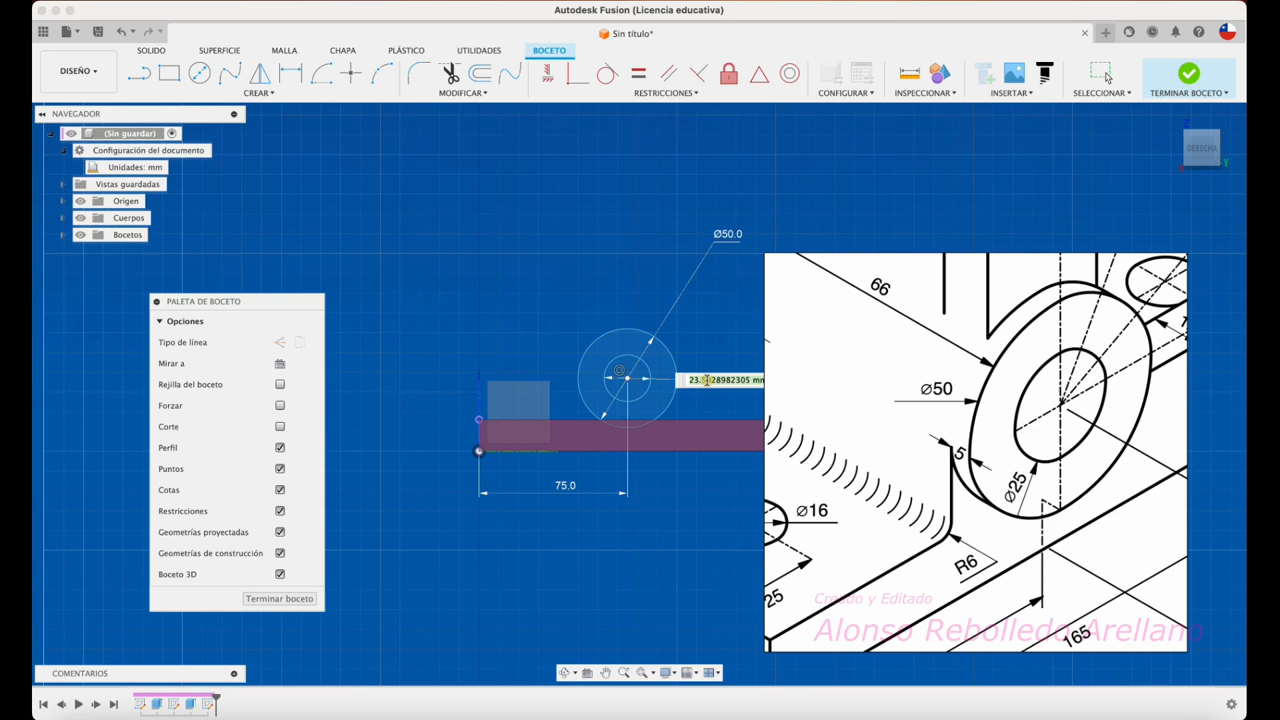 Autodesk Fusion (Licencia educativa)
Sin título*
SOLIDO SUPERFICIE MALLA CHAPA PLÁSTICO UTILIDADES BOCETO
DISEÑO
CREAR MODIFICAR RESTRICCIONES CONFIGURAR INSPECCIONAR INSERTAR SELECCIONAR TERMINAR BOCETO
NAVEGADOR
(Sin guardar)
Configuración del documento
Unidades: mm
Vistas guardadas
Origen
Cuerpos
Bocetos
DERECHA
Z
Y
PALETA DE BOCETO
Opciones
Tipo de línea
Mirar a
Rejilla del boceto
Forzar
Corte
Perfil
Puntos
Cotas
Restricciones
Geometrías proyectadas
Geometrías de construcción
Boceto 3D
Terminar boceto
Ø50.0
75.0
66
Ø50
5
Ø25
Ø16
R6
25
165
Creado y Editado
Alonso Rebolledo Arellano
COMENTARIOS